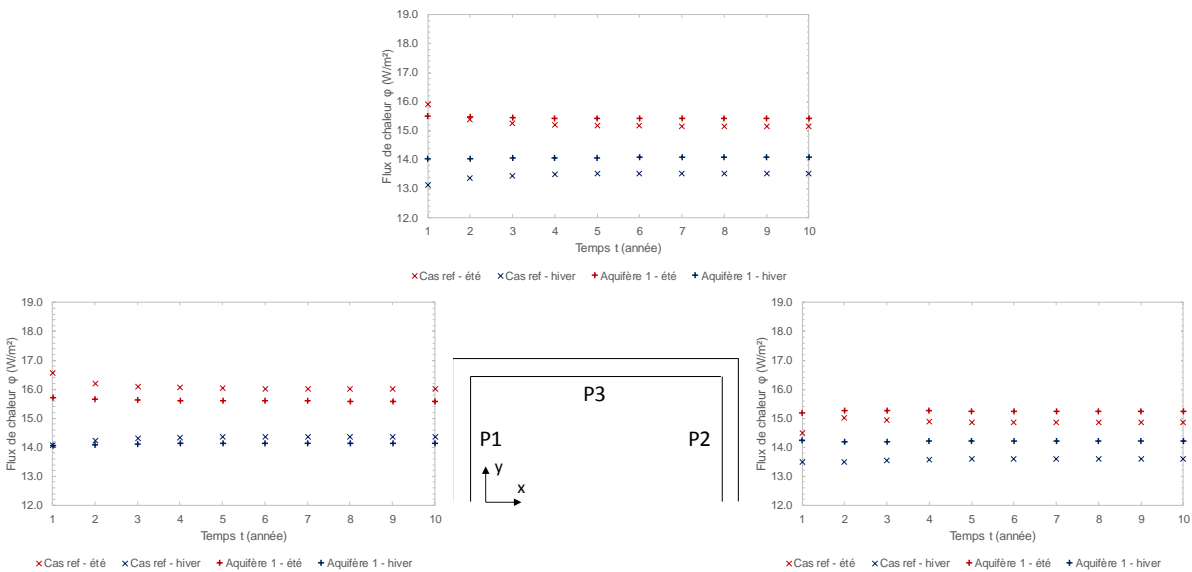 19.0
18.0
17.0
16.0
15.0
14.0
13.0
12.0
Flux de chaleur φ (W/m²)
1 2 3 4 5 6 7 8 9 10
Temps t (année)
Cas ref - été Cas ref - hiver Aquifère 1 - été Aquifère 1 - hiver
19.0
18.0
17.0
16.0
15.0
14.0
13.0
12.0
Flux de chaleur φ (W/m²)
1 2 3 4 5 6 7 8 9 10
Temps t (année)
Cas ref - été Cas ref - hiver Aquifère 1 - été Aquifère 1 - hiver
P3
P1 P2
y
x
19.0
18.0
17.0
16.0
15.0
14.0
13.0
12.0
Flux de chaleur φ (W/m²)
1 2 3 4 5 6 7 8 9 10
Temps t (année)
Cas ref - été Cas ref - hiver Aquifère 1 - été Aquifère 1 - hiver